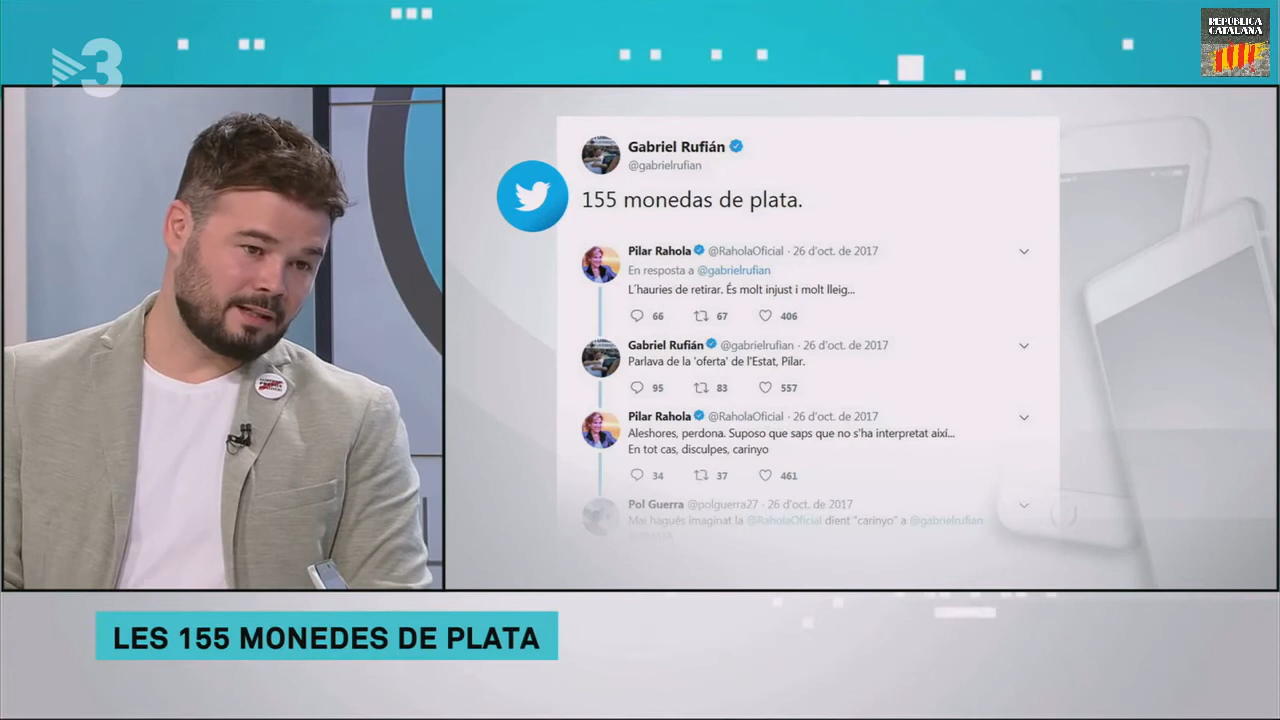 3
REPÚBLICA
CATALANA
Gabriel Rufián
@gabrielrufian
155 monedas de plata.
Pilar Rahola @RaholaOficial · 26 d'oct. de 2017
En resposta a @gabrielrufian
L´hauries de retirar. És molt injust i molt lleig...
66 67 406
Gabriel Rufián @gabrielrufian · 26 d'oct. de 2017
Parlava de la 'oferta' de l'Estat, Pilar.
95 83 557
Pilar Rahola @RaholaOficial · 26 d'oct. de 2017
Aleshores, perdona. Suposo que saps que no s'ha interpretat així...
En tot cas, disculpes, carinyo
34 37 461
Pol Guerra @polguerra27 · 26 d'oct. de 2017
Mai hagués imaginat la @RaholaOficial dient "carinyo" a @gabrielrufian
LES 155 MONEDES DE PLATA